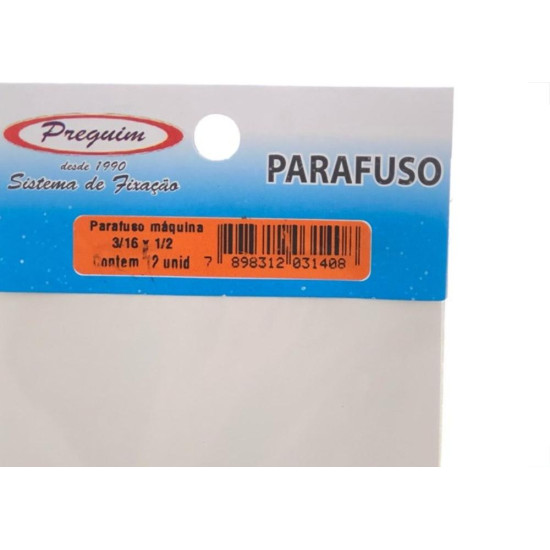 Preguim
desde 1990
Sistema de Fixação
PARAFUSO
Parafuso máquina
3/16 x 1/2
Contem 12 unid
7 898312 031408